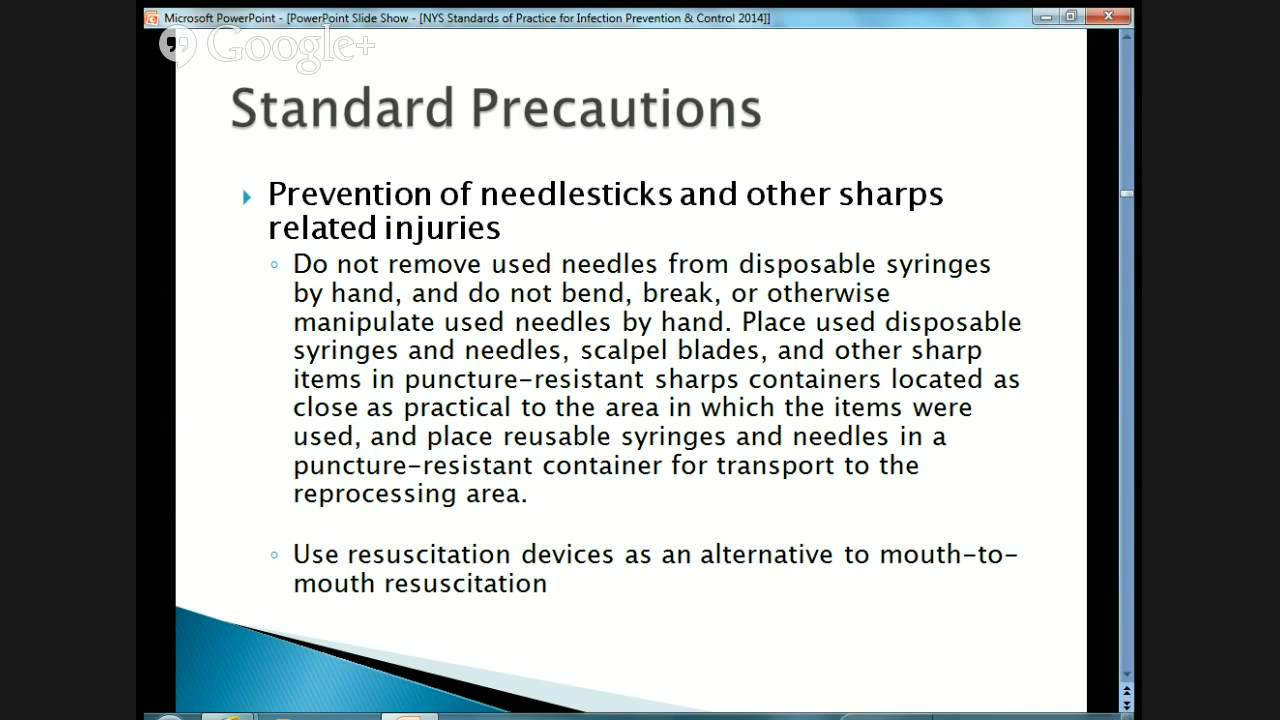 Microsoft PowerPoint - [PowerPoint Slide Show - [NYS Standards of Practice for Infection Prevention & Control 2014]]
Google+
Standard Precautions
Prevention of needlesticks and other sharps
related injuries
Do not remove used needles from disposable syringes
by hand, and do not bend, break, or otherwise
manipulate used needles by hand. Place used disposable
syringes and needles, scalpel blades, and other sharp
items in puncture-resistant sharps containers located as
close as practical to the area in which the items were
used, and place reusable syringes and needles in a
puncture-resistant container for transport to the
reprocessing area.
Use resuscitation devices as an alternative to mouth-to-
mouth resuscitation